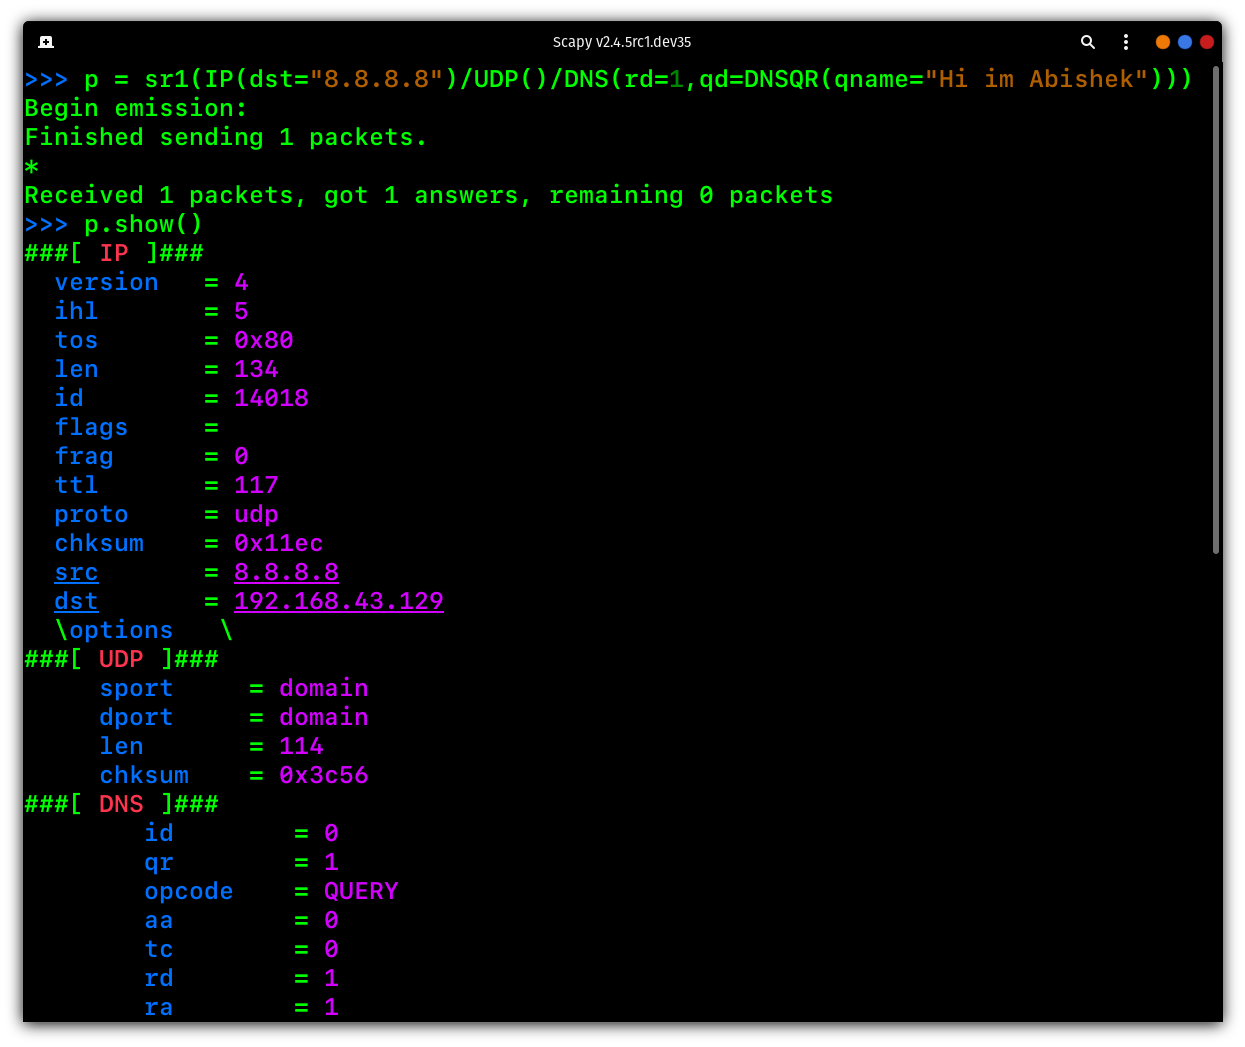 Scapy v2.4.5rc1.dev35
>>> p = sr1(IP(dst="8.8.8.8")/UDP()/DNS(rd=1,qd=DNSQR(qname="Hi im Abishek")))
Begin emission:
Finished sending 1 packets.
*
Received 1 packets, got 1 answers, remaining 0 packets
>>> p.show()
###[ IP ]###
  version   = 4
  ihl       = 5
  tos       = 0x80
  len       = 134
  id        = 14018
  flags     =
  frag      = 0
  ttl       = 117
  proto     = udp
  chksum    = 0x11ec
  src       = 8.8.8.8
  dst       = 192.168.43.129
  \options   \
###[ UDP ]###
     sport     = domain
     dport     = domain
     len       = 114
     chksum    = 0x3c56
###[ DNS ]###
        id        = 0
        qr        = 1
        opcode    = QUERY
        aa        = 0
        tc        = 0
        rd        = 1
        ra        = 1